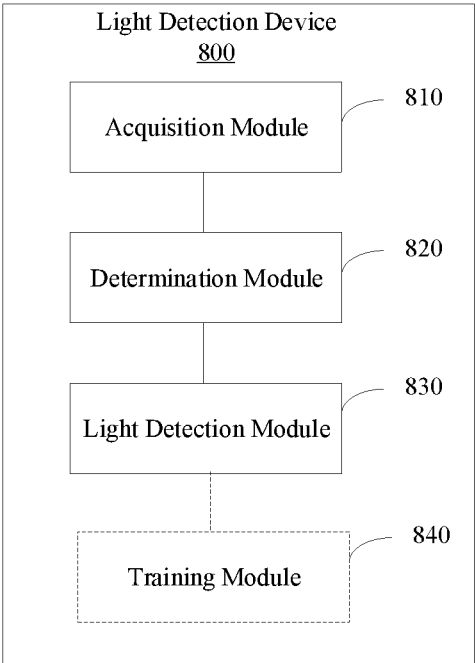 Light Detection Device
800
Acquisition Module
810
Determination Module
820
Light Detection Module
830
Training Module
840